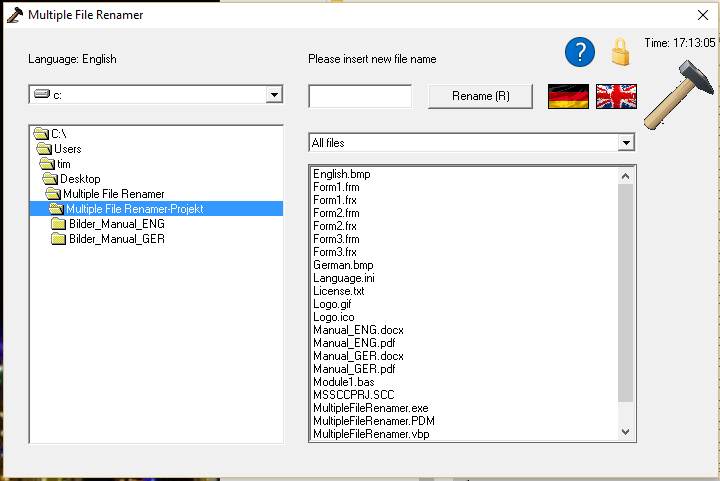 Multiple File Renamer
Language: English
Please insert new file name
Time: 17:13:05
c:
Rename (R)
C:\
Users
tim
Desktop
Multiple File Renamer
Multiple File Renamer-Projekt
Bilder_Manual_ENG
Bilder_Manual_GER
All files
English.bmp
Form1.frm
Form1.frx
Form2.frm
Form2.frx
Form3.frm
Form3.frx
German.bmp
Language.ini
License.txt
Logo.gif
Logo.ico
Manual_ENG.docx
Manual_ENG.pdf
Manual_GER.docx
Manual_GER.pdf
Module1.bas
MSSCCPRJ.SCC
MultipleFileRenamer.exe
MultipleFileRenamer.PDM
MultipleFileRenamer.vbp